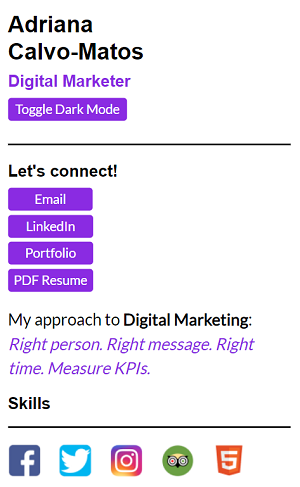 Adriana
Calvo-Matos
Digital Marketer
Toggle Dark Mode
Let's connect!
Email
LinkedIn
Portfolio
PDF Resume
My approach to Digital Marketing:
Right person. Right message. Right
time. Measure KPIs.
Skills